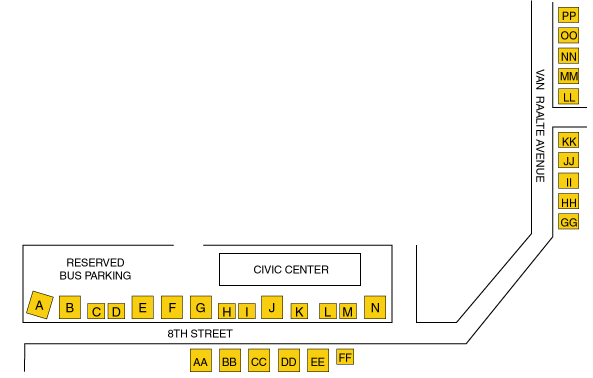 PP
OO
NN
MM
LL
VAN RAALTE AVENUE
KK
JJ
II
HH
GG
RESERVED
BUS PARKING
CIVIC CENTER
A B C D E F G H I J K L M N
8TH STREET
AA BB CC DD EE FF